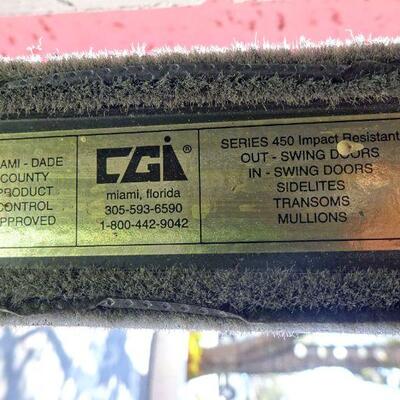 AMI - DADE
COUNTY
PRODUCT
CONTROL
APPROVED
CGI®
miami, florida
305-593-6590
1-800-442-9042
SERIES 450 Impact Resistant
OUT - SWING DOORS
IN - SWING DOORS
SIDELITES
TRANSOMS
MULLIONS